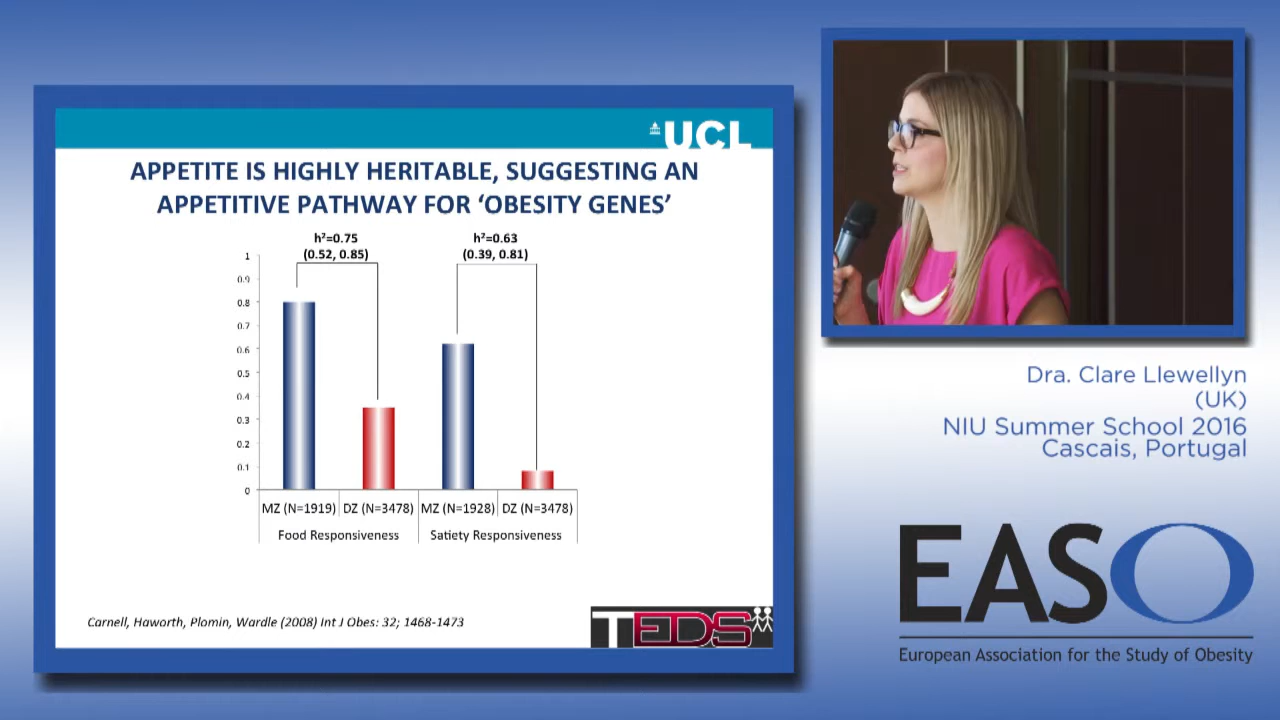 UCL
APPETITE IS HIGHLY HERITABLE, SUGGESTING AN
APPETITIVE PATHWAY FOR ‘OBESITY GENES’
h²=0.75
(0.52, 0.85)
h²=0.63
(0.39, 0.81)
1
0.9
0.8
0.7
0.6
0.5
0.4
0.3
0.2
0.1
0
MZ (N=1919) DZ (N=3478) MZ (N=1928) DZ (N=3478)
Food Responsiveness Satiety Responsiveness
Carnell, Haworth, Plomin, Wardle (2008) Int J Obes: 32; 1468-1473
TEDS
Dra. Clare Llewellyn
(UK)
NIU Summer School 2016
Cascais, Portugal
EASO
European Association for the Study of Obesity